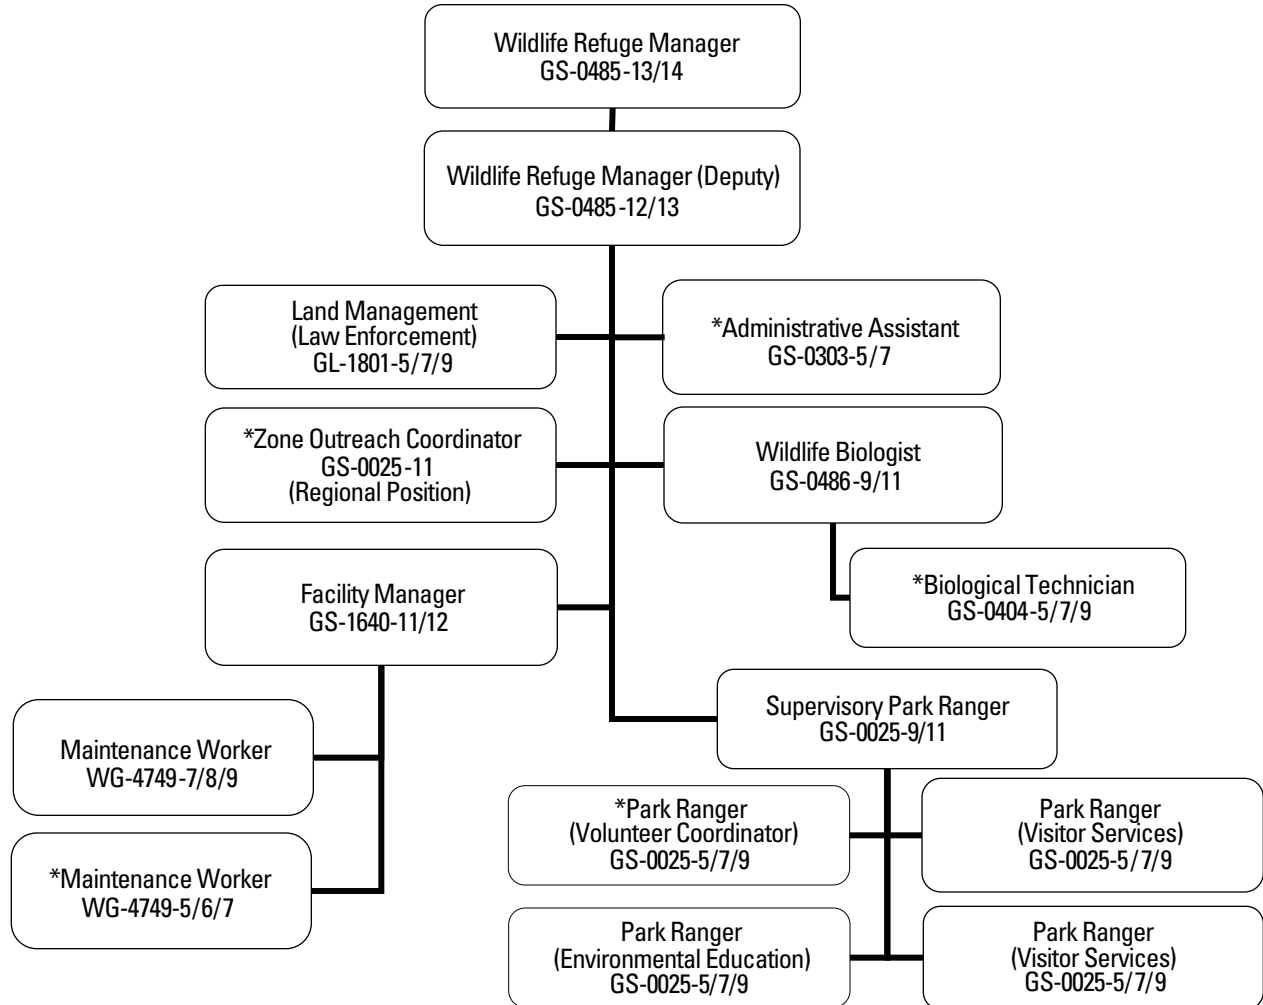 Wildlife Refuge Manager
GS-0485-13/14
Wildlife Refuge Manager (Deputy)
GS-0485-12/13
Land Management
(Law Enforcement)
GL-1801-5/7/9
*Administrative Assistant
GS-0303-5/7
*Zone Outreach Coordinator
GS-0025-11
(Regional Position)
Wildlife Biologist
GS-0486-9/11
Facility Manager
GS-1640-11/12
*Biological Technician
GS-0404-5/7/9
Supervisory Park Ranger
GS-0025-9/11
Maintenance Worker
WG-4749-7/8/9
*Maintenance Worker
WG-4749-5/6/7
*Park Ranger
(Volunteer Coordinator)
GS-0025-5/7/9
Park Ranger
(Visitor Services)
GS-0025-5/7/9
Park Ranger
(Environmental Education)
GS-0025-5/7/9
Park Ranger
(Visitor Services)
GS-0025-5/7/9